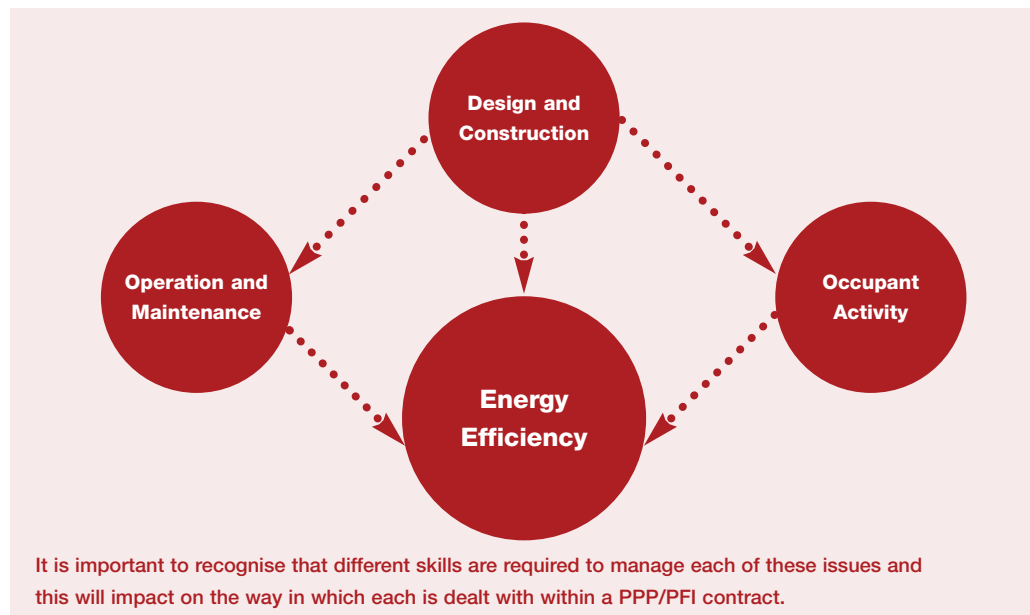 Design and
Construction
Operation and
Maintenance
Occupant
Activity
Energy
Efficiency
It is important to recognise that different skills are required to manage each of these issues and
this will impact on the way in which each is dealt with within a PPP/PFI contract.